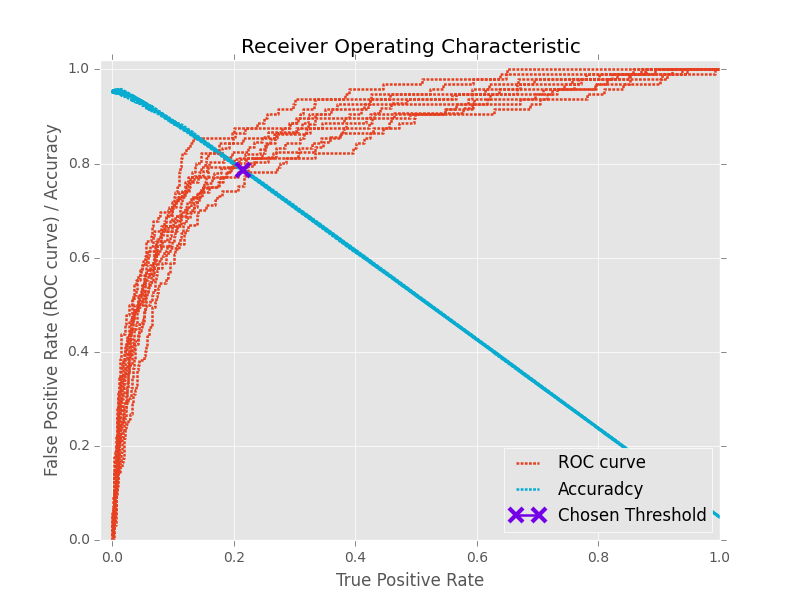 Receiver Operating Characteristic
False Positive Rate (ROC curve) / Accuracy
1.0
0.8
0.6
0.4
0.2
0.0
ROC curve
Accuradcy
Chosen Threshold
0.0 0.2 0.4 0.6 0.8 1.0
True Positive Rate